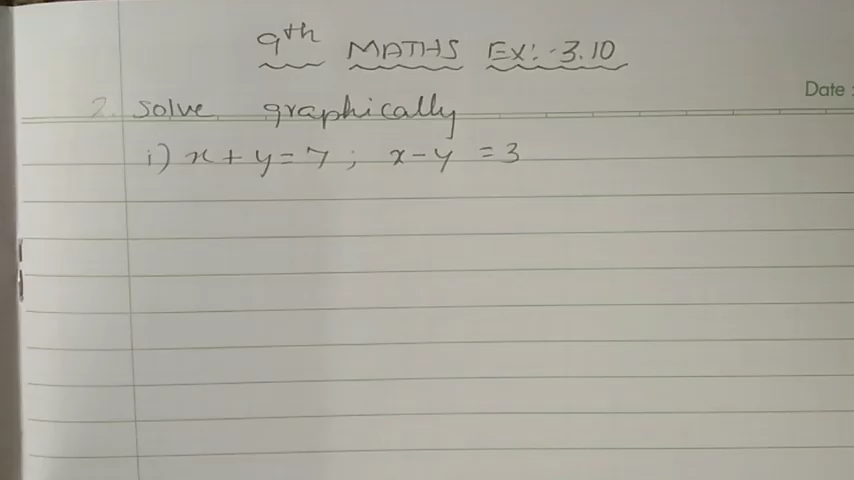 9th MATHS EX:-3.10
Date :
2. Solve graphically
i) x + y = 7 ; x - y = 3